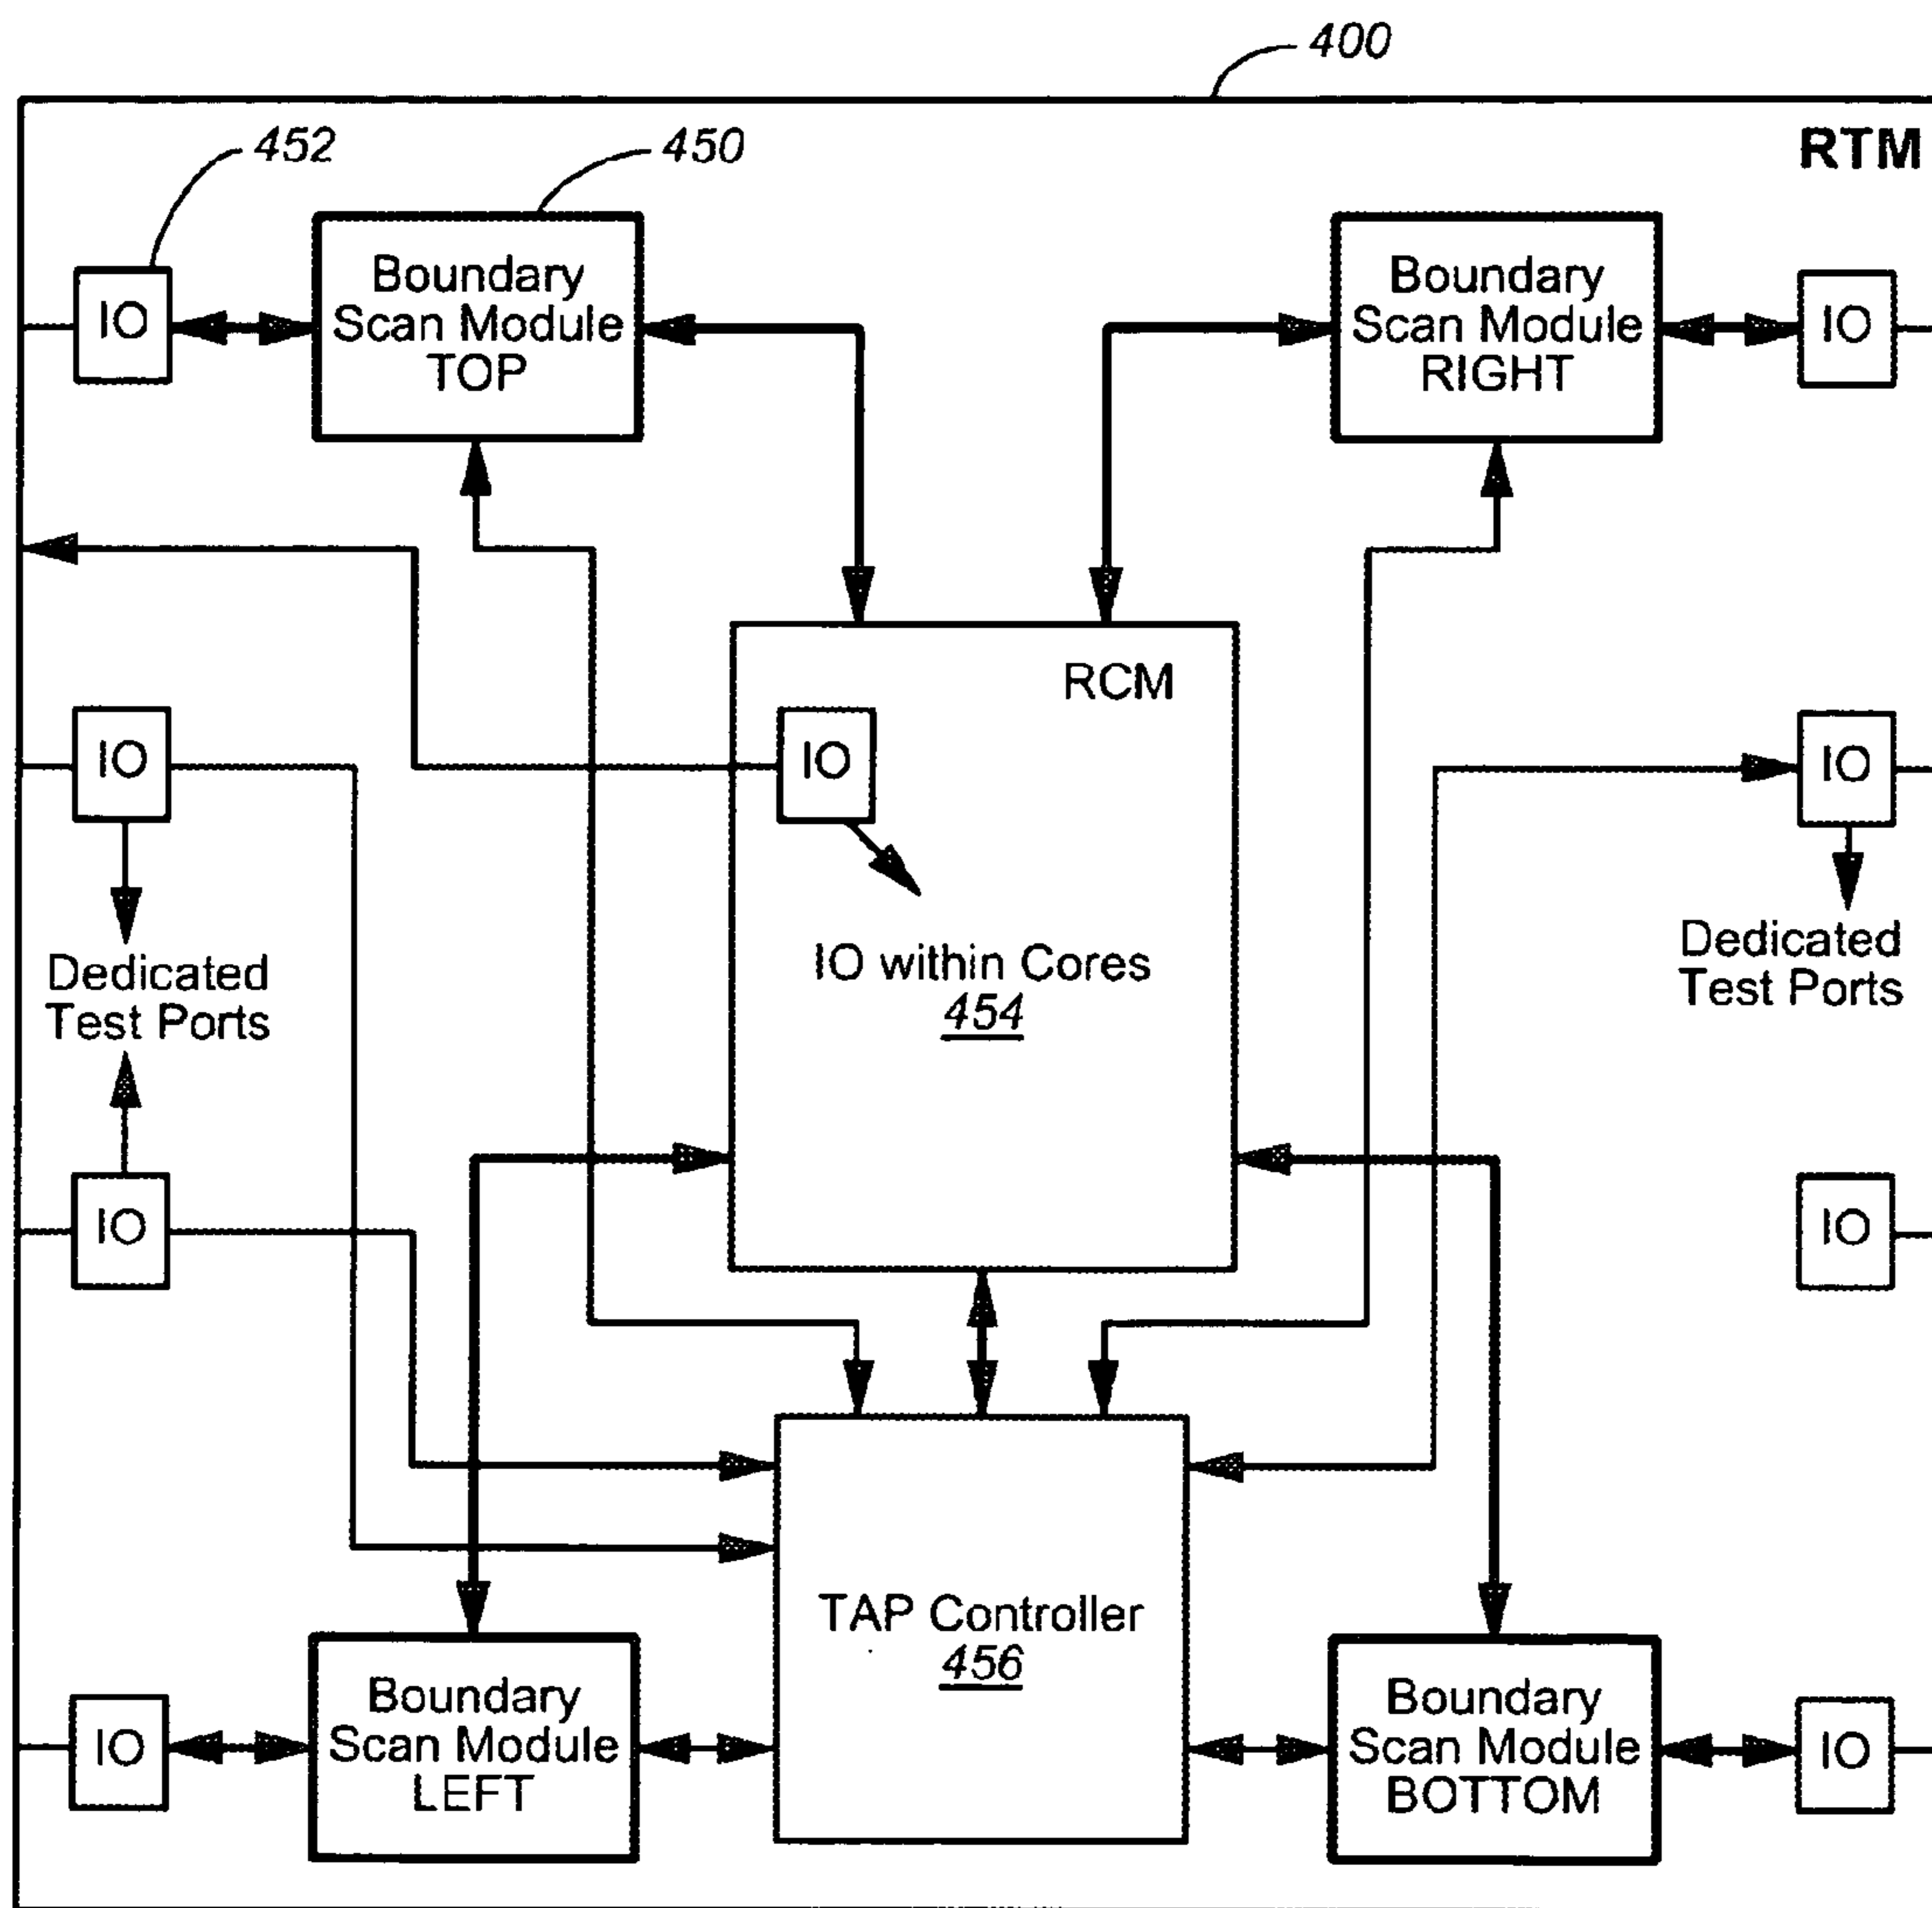 400
RTM
452
450
IO
Boundary
Scan Module
TOP
Boundary
Scan Module
RIGHT
IO
RCM
IO
IO
IO
IO within Cores
454
Dedicated
Test Ports
Dedicated
Test Ports
IO
IO
TAP Controller
456
IO
Boundary
Scan Module
LEFT
Boundary
Scan Module
BOTTOM
IO